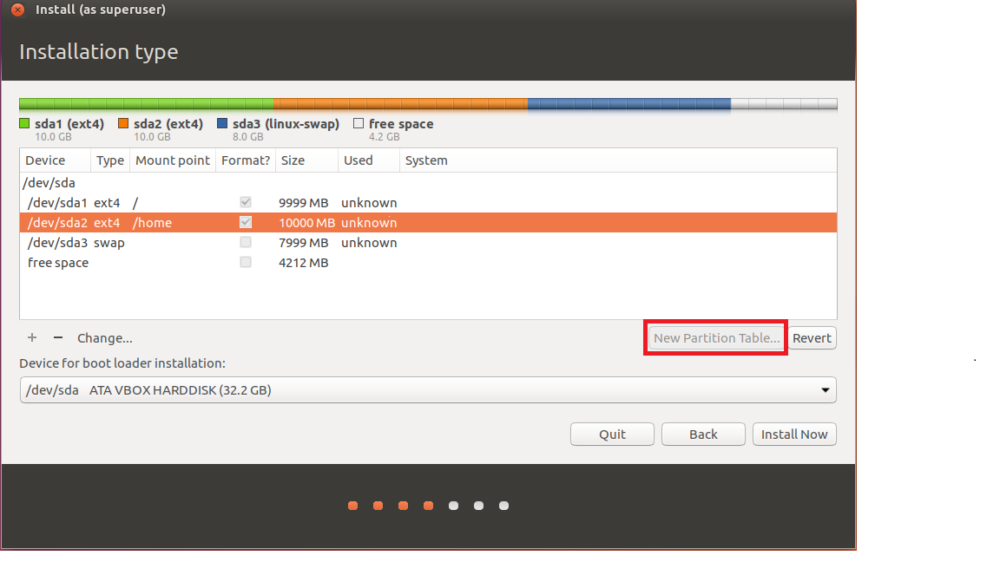 Install (as superuser)
Installation type
sda1 (ext4) sda2 (ext4) sda3 (linux-swap) free space
10.0 GB 10.0 GB 8.0 GB 4.2 GB
Device Type Mount point Format? Size Used System
/dev/sda
/dev/sda1 ext4 / 9999 MB unknown
/dev/sda2 ext4 /home 10000 MB unknown
/dev/sda3 swap 7999 MB unknown
free space 4212 MB
+ − Change... New Partition Table... Revert
Device for boot loader installation:
/dev/sda ATA VBOX HARDDISK (32.2 GB)
Quit Back Install Now